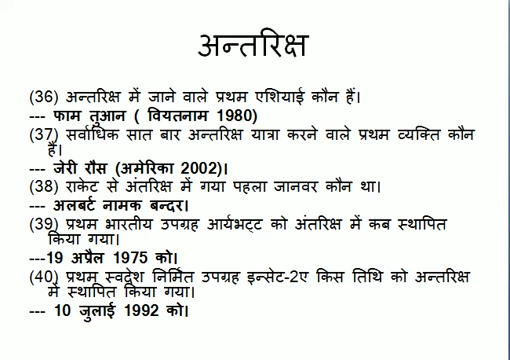 अन्तरिक्ष
(36) अन्तरिक्ष में जाने वाले प्रथम एशियाई कौन हैं।
--- फाम तुआन ( वियतनाम 1980)
(37) सर्वाधिक सात बार अन्तरिक्ष यात्रा करने वाले प्रथम व्यक्ति कौन
हैं।
--- जेरी रौस (अमेरिका 2002)।
(38) राकेट से अंतरिक्ष में गया पहला जानवर कौन था।
--- अलबर्ट नामक बन्दर।
(39) प्रथम भारतीय उपग्रह आर्यभट्ट को अंतरिक्ष में कब स्थापित
किया गया।
---19 अप्रैल 1975 को।
(40) प्रथम स्वदेश निर्मित उपग्रह इन्सेट-2ए किस तिथि को अन्तरिक्ष
में स्थापित किया गया।
--- 10 जुलाई 1992 को।